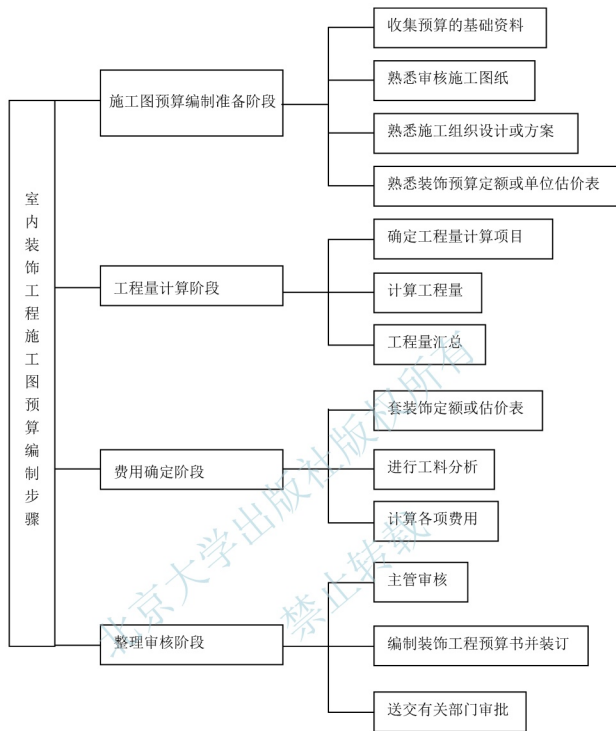 室内装饰工程施工图预算编制步骤
施工图预算编制准备阶段
收集预算的基础资料
熟悉审核施工图纸
熟悉施工组织设计或方案
熟悉装饰预算定额或单位估价表
工程量计算阶段
确定工程量计算项目
计算工程量
工程量汇总
费用确定阶段
套装饰定额或估价表
进行工料分析
计算各项费用
整理审核阶段
主管审核
编制装饰工程预算书并装订
送交有关部门审批
北京大学出版社版权所有
禁止转载